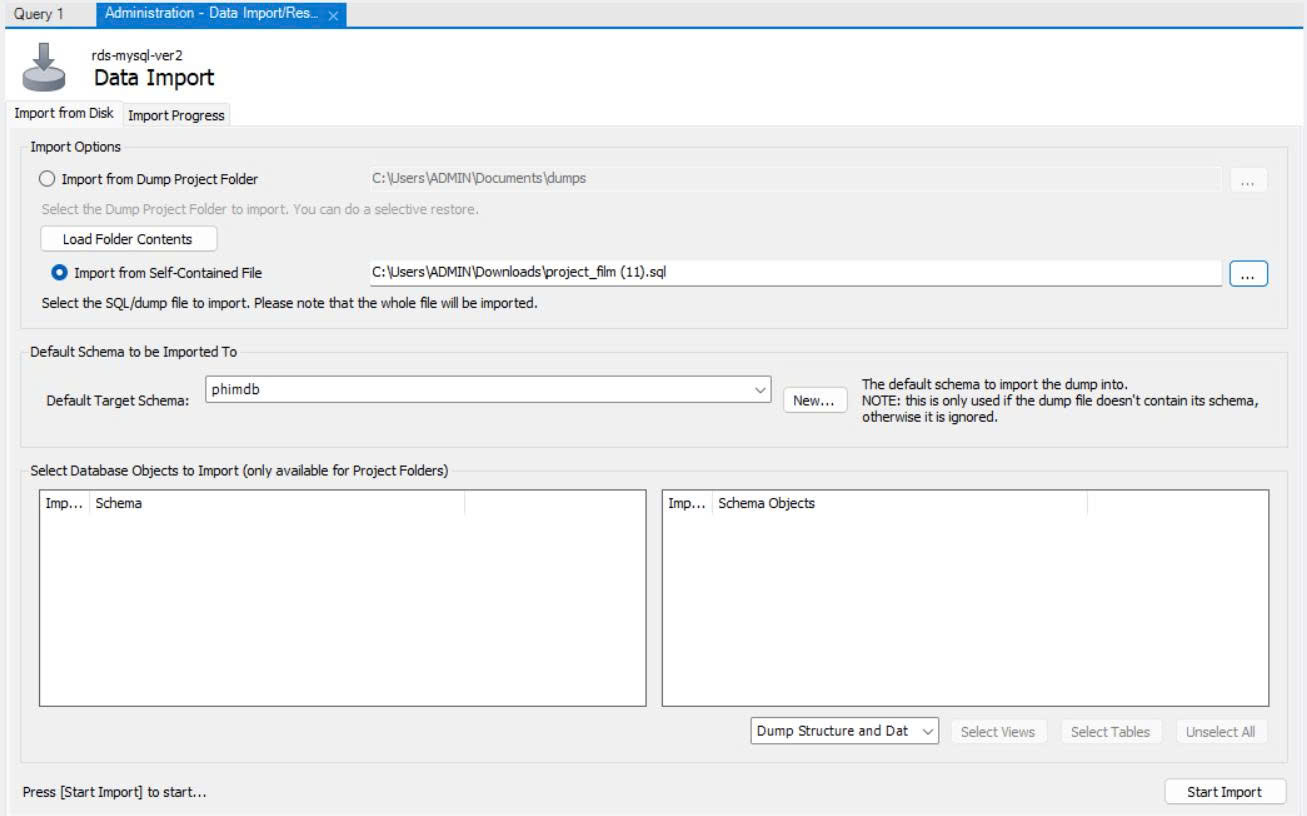 Query 1
Administration - Data Import/Res...
rds-mysql-ver2
Data Import
Import from Disk
Import Progress
Import Options
Import from Dump Project Folder
C:\Users\ADMIN\Documents\dumps
...
Select the Dump Project Folder to import. You can do a selective restore.
Load Folder Contents
Import from Self-Contained File
C:\Users\ADMIN\Downloads\project_film (11).sql
...
Select the SQL/dump file to import. Please note that the whole file will be imported.
Default Schema to be Imported To
Default Target Schema:
phimdb
New...
The default schema to import the dump into.
NOTE: this is only used if the dump file doesn't contain its schema,
otherwise it is ignored.
Select Database Objects to Import (only available for Project Folders)
Imp... Schema
Imp... Schema Objects
Dump Structure and Dat
Select Views
Select Tables
Unselect All
Press [Start Import] to start...
Start Import